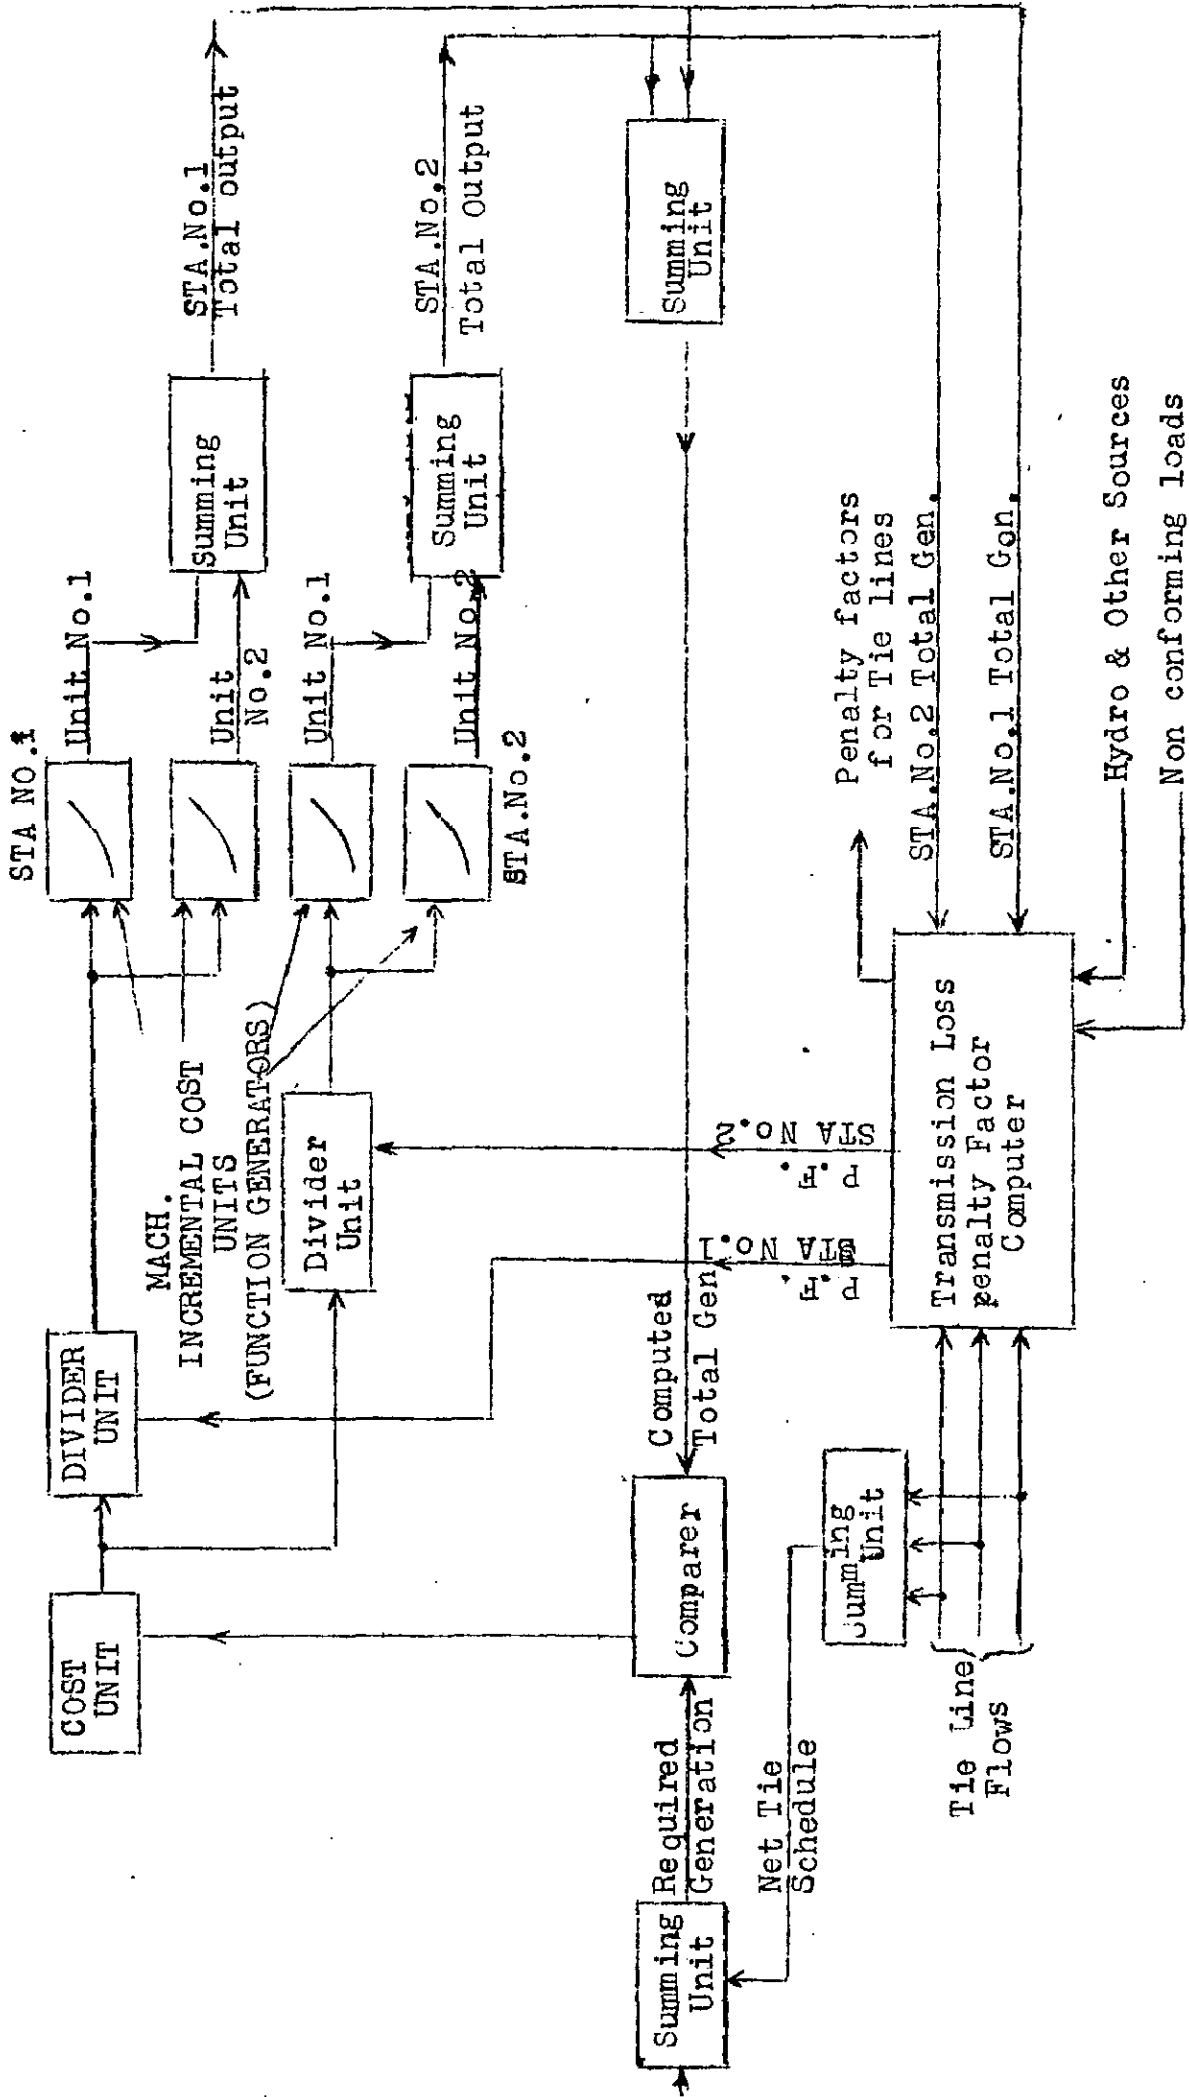 STA NO.1
Unit No.1
STA.No.1
Total output
COST
UNIT
DIVIDER
UNIT
MACH.
INCREMENTAL COST
UNITS
(FUNCTION GENERATORS)
Unit
No.2
Summing
Unit
Divider
Unit
Unit No.1
STA.No.2
Total output
Unit No.2
STA.No.2
Summing
Unit
Summing
Unit
Required
Generation
Summing
Unit
Comparer
Computed
Total Gen
P.F.
STA No.1
P.F.
STA No.2
Net Tie
Schedule
Summing
Unit
Penalty factors
for Tie lines
STA.No.2 Total Gen.
STA.No.1 Total Gon.
Tie Line
Flows
Transmission Loss
penalty Factor
Computer
Hydro & Other Sources
Non conforming loads